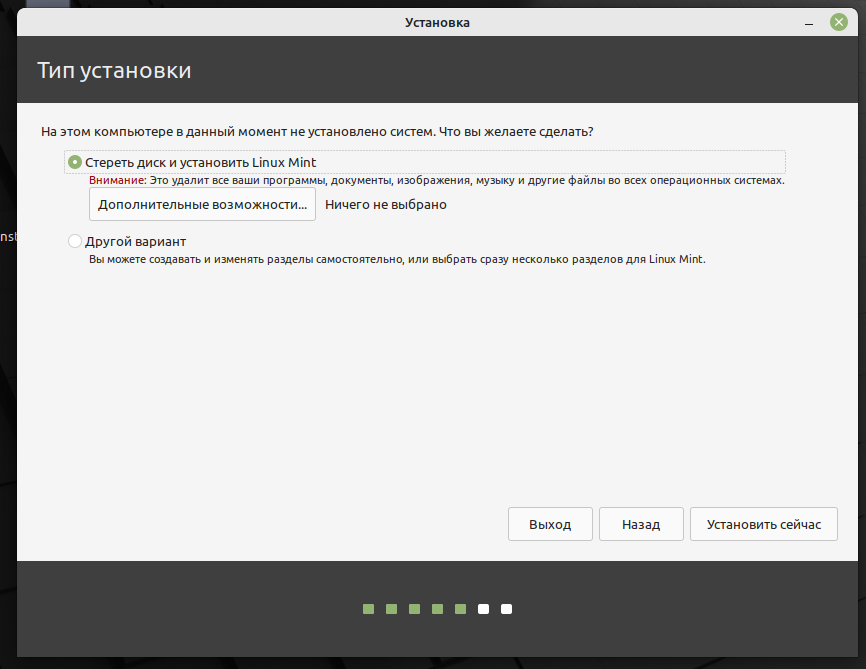 Установка
Тип установки
На этом компьютере в данный момент не установлено систем. Что вы желаете сделать?
Стереть диск и установить Linux Mint
Внимание: Это удалит все ваши программы, документы, изображения, музыку и другие файлы во всех операционных системах.
Дополнительные возможности... Ничего не выбрано
Другой вариант
Вы можете создавать и изменять разделы самостоятельно, или выбрать сразу несколько разделов для Linux Mint.
Выход Назад Установить сейчас